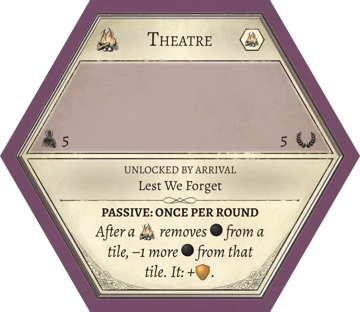 THEATRE
5 5
UNLOCKED BY ARRIVAL
Lest We Forget
PASSIVE: ONCE PER ROUND
After a removes from a
tile, –1 more from that
tile. It: + .